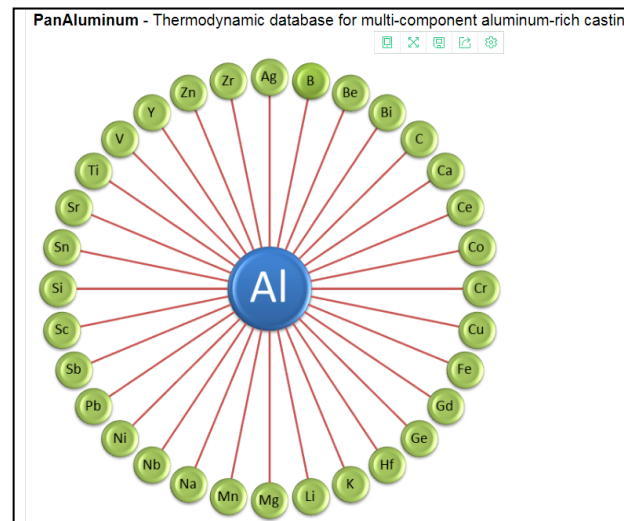 PanAluminum - Thermodynamic database for multi-component aluminum-rich castin
Ag
B
Be
Bi
C
Ca
Ce
Co
Cr
Cu
Fe
Gd
Ge
Hf
K
Li
Mg
Mn
Na
Nb
Ni
Pb
Sb
Sc
Si
Sn
Sr
Ti
V
Y
Zn
Zr
Al